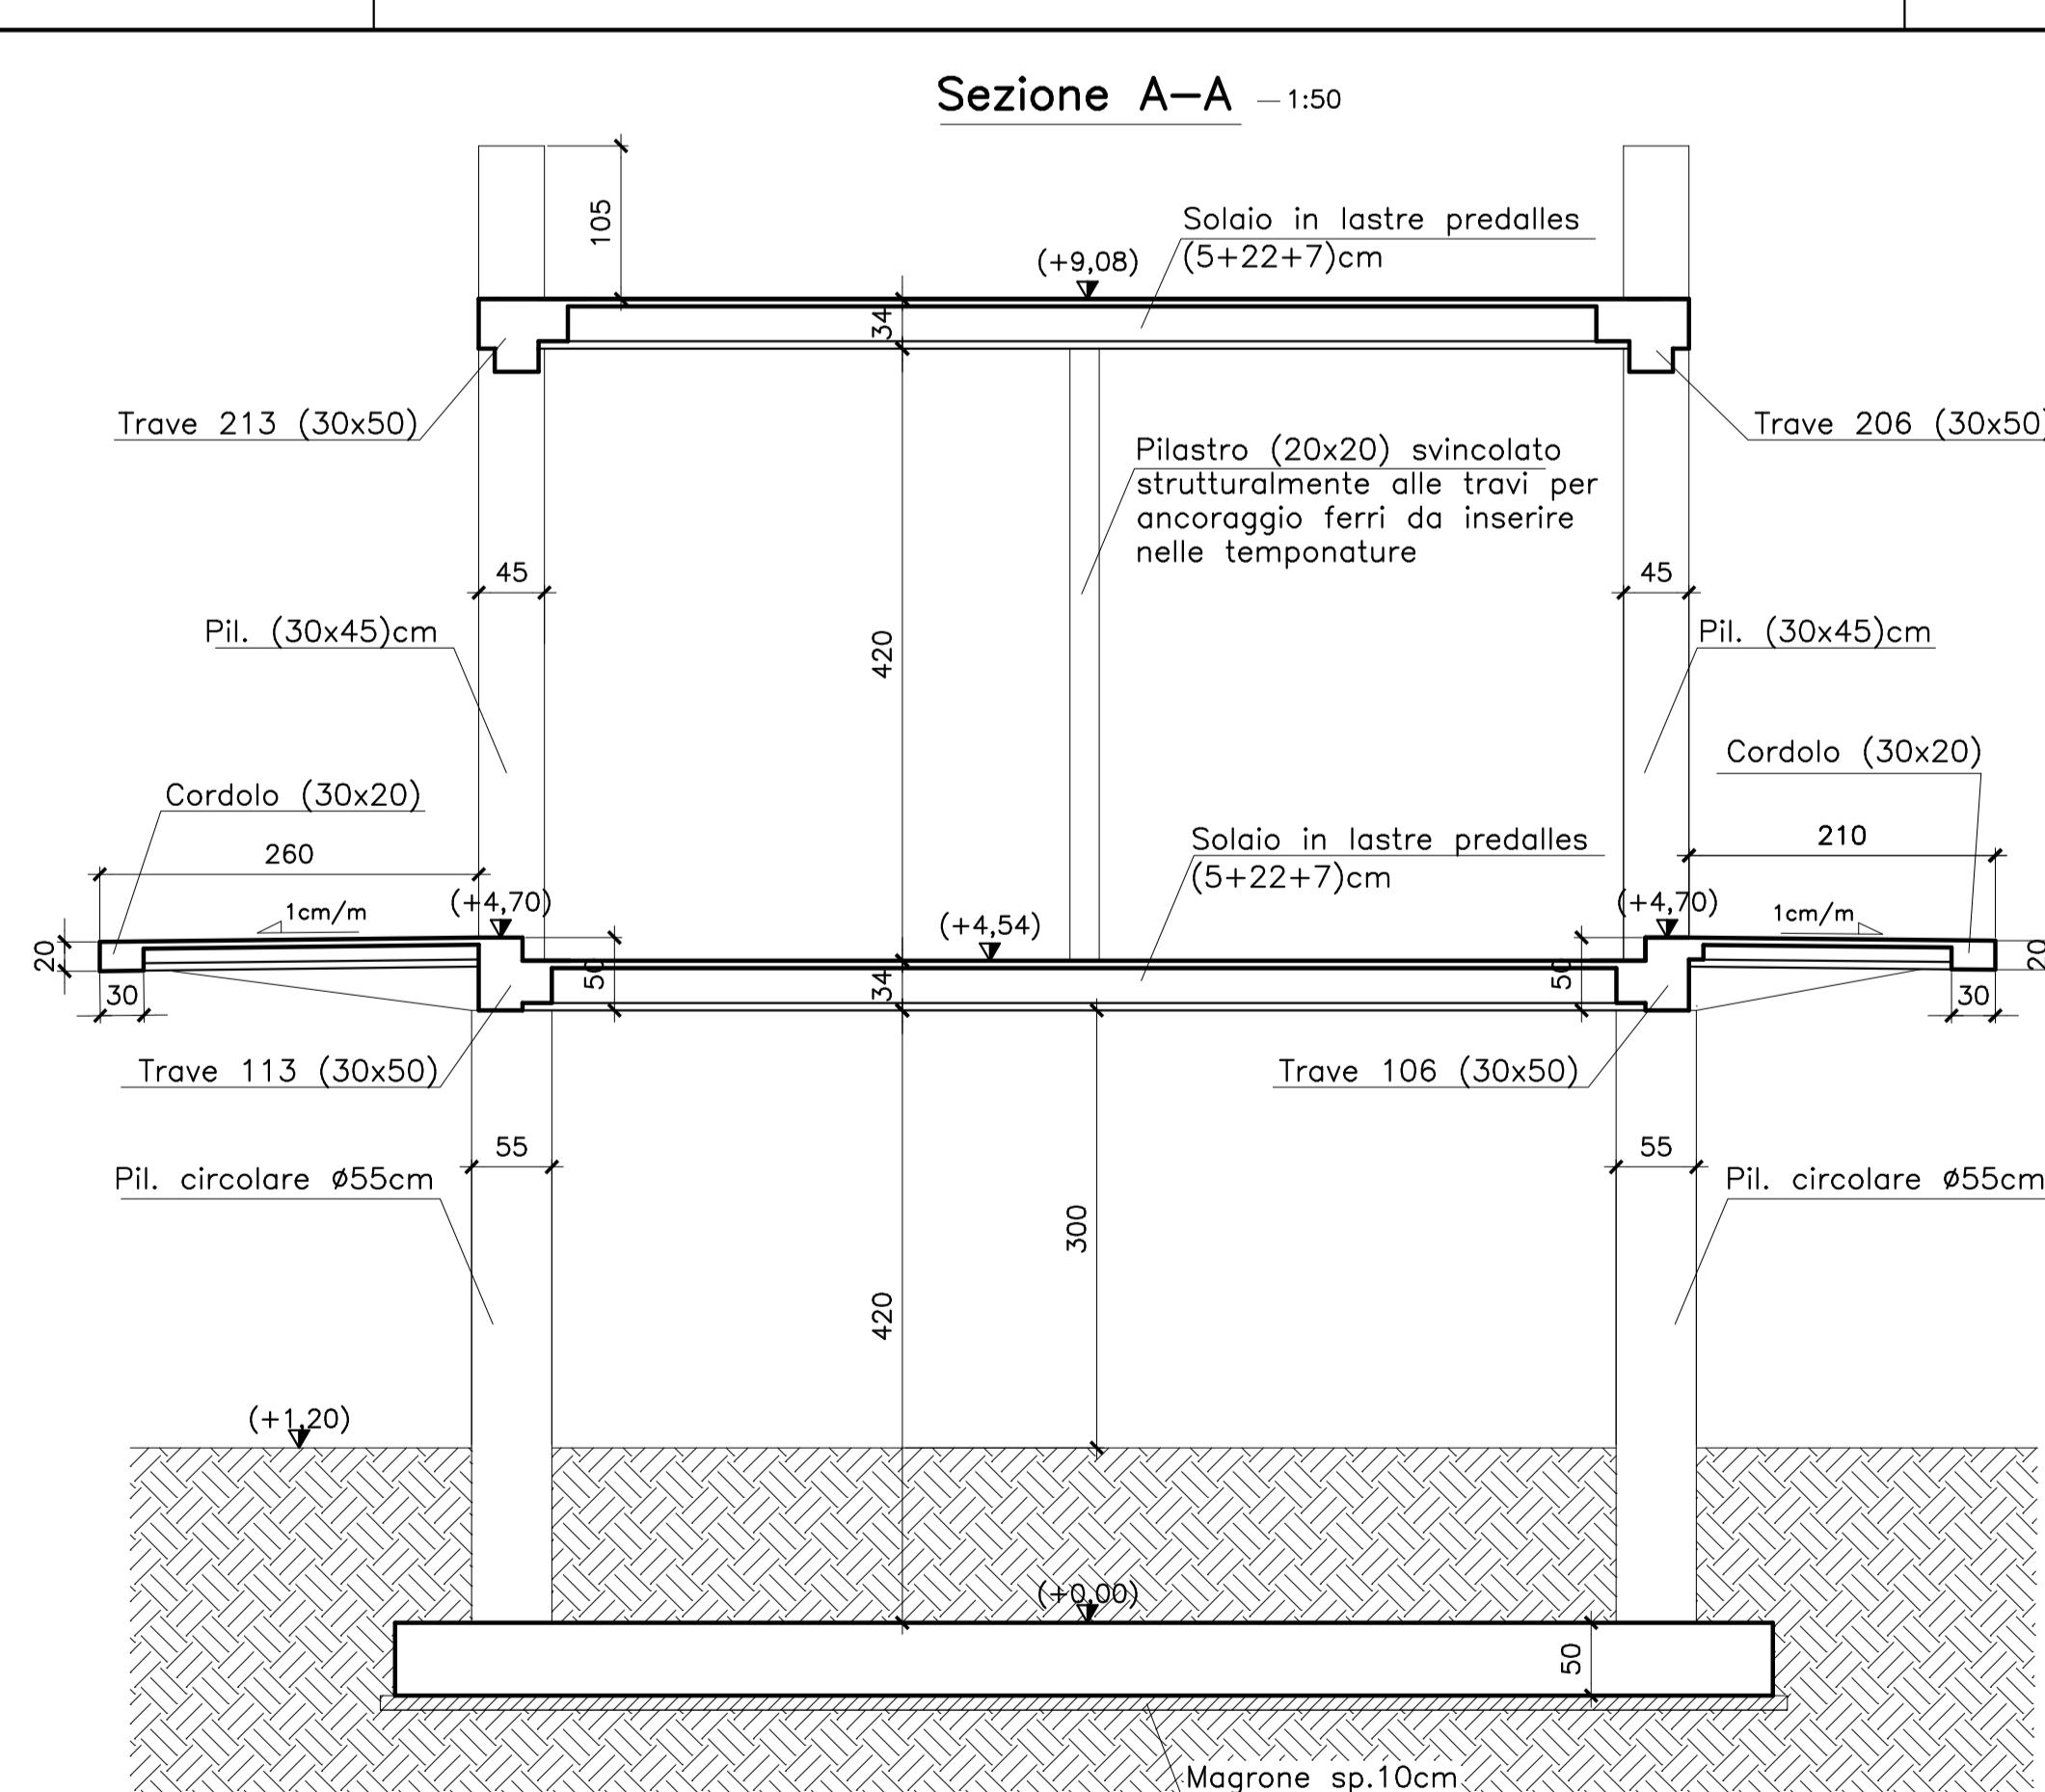 Sezione A–A — 1:50
105
Solaio in lastre predalles
(5+22+7)cm
(+9,08)
34
Trave 213 (30x50)
Trave 206 (30x50)
Pilastro (20x20) svincolato
strutturalmente alle travi per
ancoraggio ferri da inserire
nelle temponature
45
45
Pil. (30x45)cm
420
Pil. (30x45)cm
Cordolo (30x20)
Cordolo (30x20)
260
Solaio in lastre predalles
(5+22+7)cm
210
1cm/m
(+4,70)
(+4,54)
(+4,70)
1cm/m
20
50
34
50
20
30
30
Trave 113 (30x50)
Trave 106 (30x50)
55
55
Pil. circolare ø55cm
Pil. circolare ø55cm
300
420
(+1,20)
(+0,00)
50
Magrone sp.10cm